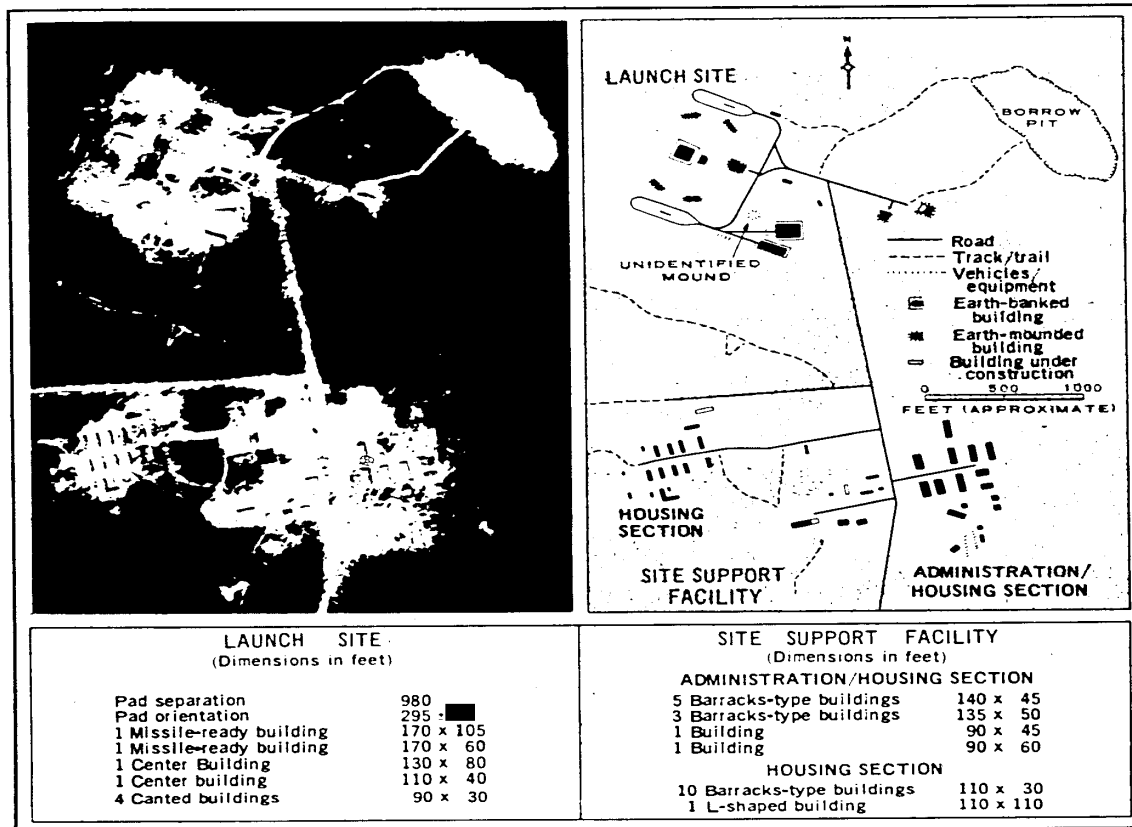 N
LAUNCH SITE
BORROW
PIT
UNIDENTIFIED
MOUND
Road
Track/trail
Vehicles/
equipment
Earth-banked
building
Earth-mounded
building
Building under
construction
0 500 1000
FEET (APPROXIMATE)
HOUSING
SECTION
SITE SUPPORT
FACILITY
ADMINISTRATION/
HOUSING SECTION
LAUNCH SITE
(Dimensions in feet)
Pad separation 980
Pad orientation 295
1 Missile-ready building 170 x 105
1 Missile-ready building 170 x 60
1 Center Building 130 x 80
1 Center building 110 x 40
4 Canted buildings 90 x 30
SITE SUPPORT FACILITY
(Dimensions in feet)
ADMINISTRATION/HOUSING SECTION
5 Barracks-type buildings 140 x 45
3 Barracks-type buildings 135 x 50
1 Building 90 x 45
1 Building 90 x 60
HOUSING SECTION
10 Barracks-type buildings 110 x 30
1 L-shaped building 110 x 110